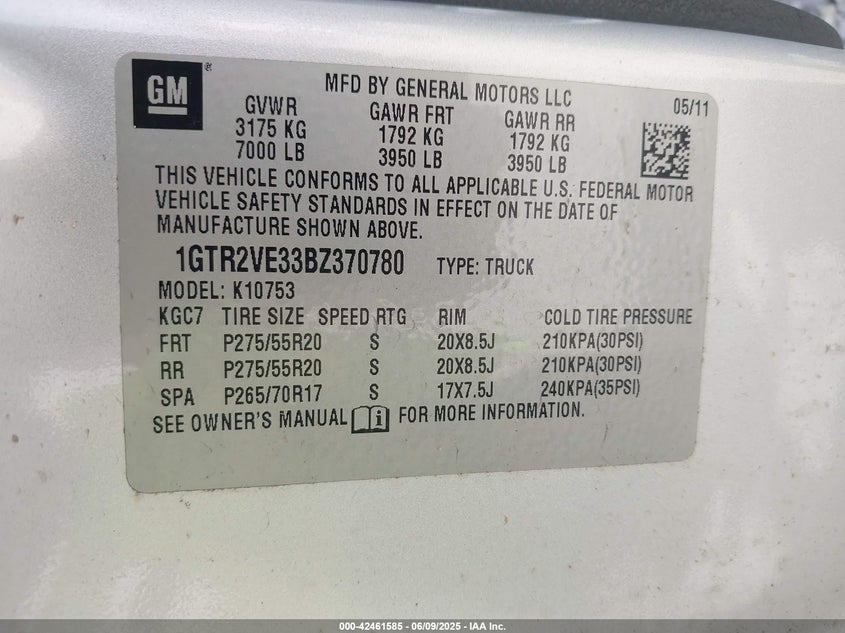 GM®
MFD BY GENERAL MOTORS LLC
05/11
GVWR GAWR FRT GAWR RR
3175 KG 1792 KG 1792 KG
7000 LB 3950 LB 3950 LB
THIS VEHICLE CONFORMS TO ALL APPLICABLE U.S. FEDERAL MOTOR
VEHICLE SAFETY STANDARDS IN EFFECT ON THE DATE OF
MANUFACTURE SHOWN ABOVE.
1GTR2VE33BZ370780 TYPE: TRUCK
MODEL: K10753
KGC7 TIRE SIZE SPEED RTG RIM COLD TIRE PRESSURE
FRT P275/55R20 S 20X8.5J 210KPA(30PSI)
RR P275/55R20 S 20X8.5J 210KPA(30PSI)
SPA P265/70R17 S 17X7.5J 240KPA(35PSI)
SEE OWNER'S MANUAL i FOR MORE INFORMATION.
000-42461585 | 06/09/2025 - IAA Inc.